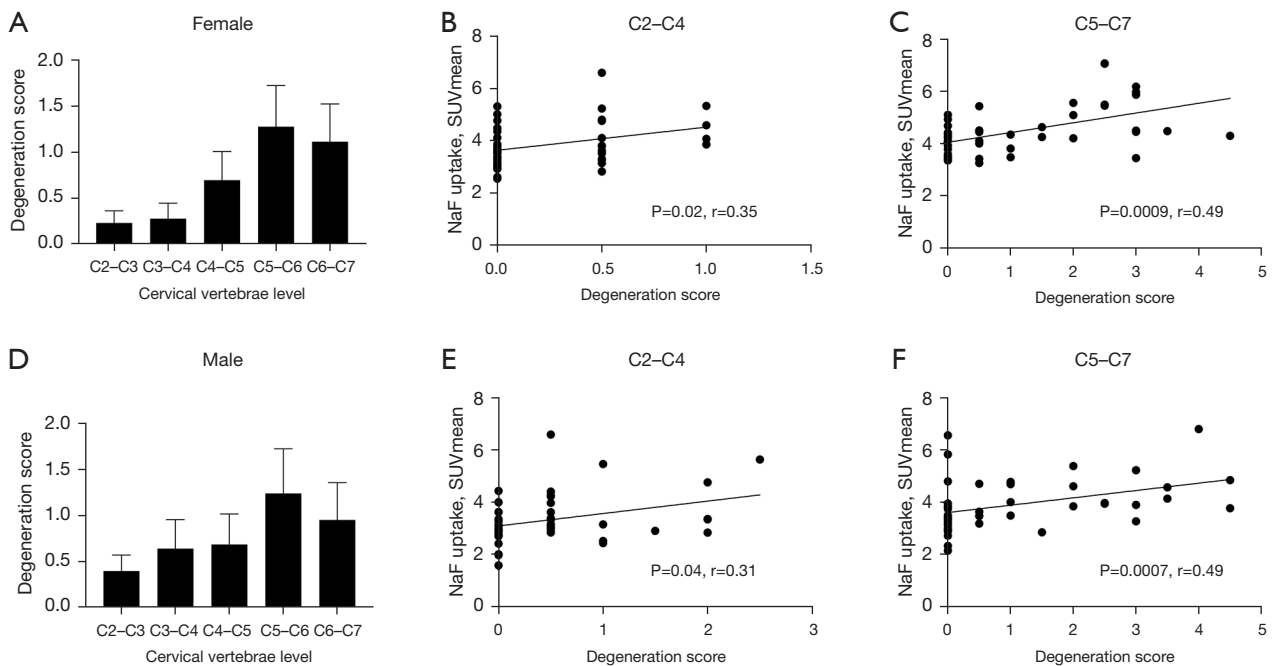 A
Female
Degeneration score
2.0
1.5
1.0
0.5
0.0
C2–C3 C3–C4 C4–C5 C5–C6 C6–C7
Cervical vertebrae level
B
C2–C4
NaF uptake, SUVmean
8
6
4
2
0
P=0.02, r=0.35
0.0 0.5 1.0 1.5
Degeneration score
C
C5–C7
NaF uptake, SUVmean
8
6
4
2
0
P=0.0009, r=0.49
0 1 2 3 4 5
Degeneration score
D
Male
Degeneration score
2.0
1.5
1.0
0.5
0.0
C2–C3 C3–C4 C4–C5 C5–C6 C6–C7
Cervical vertebrae level
E
C2–C4
NaF uptake, SUVmean
8
6
4
2
0
P=0.04, r=0.31
0 1 2 3
Degeneration score
F
C5–C7
NaF uptake, SUVmean
8
6
4
2
0
P=0.0007, r=0.49
0 1 2 3 4 5
Degeneration score